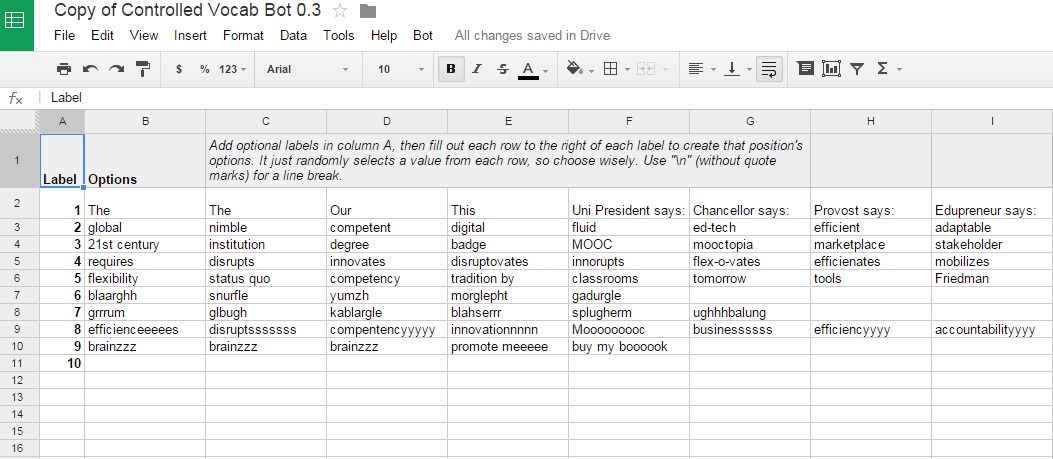 Copy of Controlled Vocab Bot 0.3
File Edit View Insert Format Data Tools Help Bot All changes saved in Drive
$ % 123 Arial 10 B I S A Σ
fx Label
A B C D E F G H I
1 Label Options Add optional labels in column A, then fill out each row to the right of each label to create that position's
options. It just randomly selects a value from each row, so choose wisely. Use "\n" (without quote
marks) for a line break.
2 1 The The Our This Uni President says: Chancellor says: Provost says: Edupreneur says:
3 2 global nimble competent digital fluid ed-tech efficient adaptable
4 3 21st century institution degree badge MOOC mooctopia marketplace stakeholder
5 4 requires disrupts innovates disruptovates innorupts flex-o-vates efficienates mobilizes
6 5 flexibility status quo competency tradition by classrooms tomorrow tools Friedman
7 6 blaarghh snurfle yumzh morglepht gadurgle
8 7 grrrum glbugh kablargle blahserrr splugherm ughhhbalung
9 8 efficienceeeees disruptsssssss compentencyyyyy innovationnnnn Mooooooooc businessssss efficiencyyyy accountabilityyyy
10 9 brainzzz brainzzz brainzzz promote meeeee buy my boooook
11 10
12
13
14
15
16